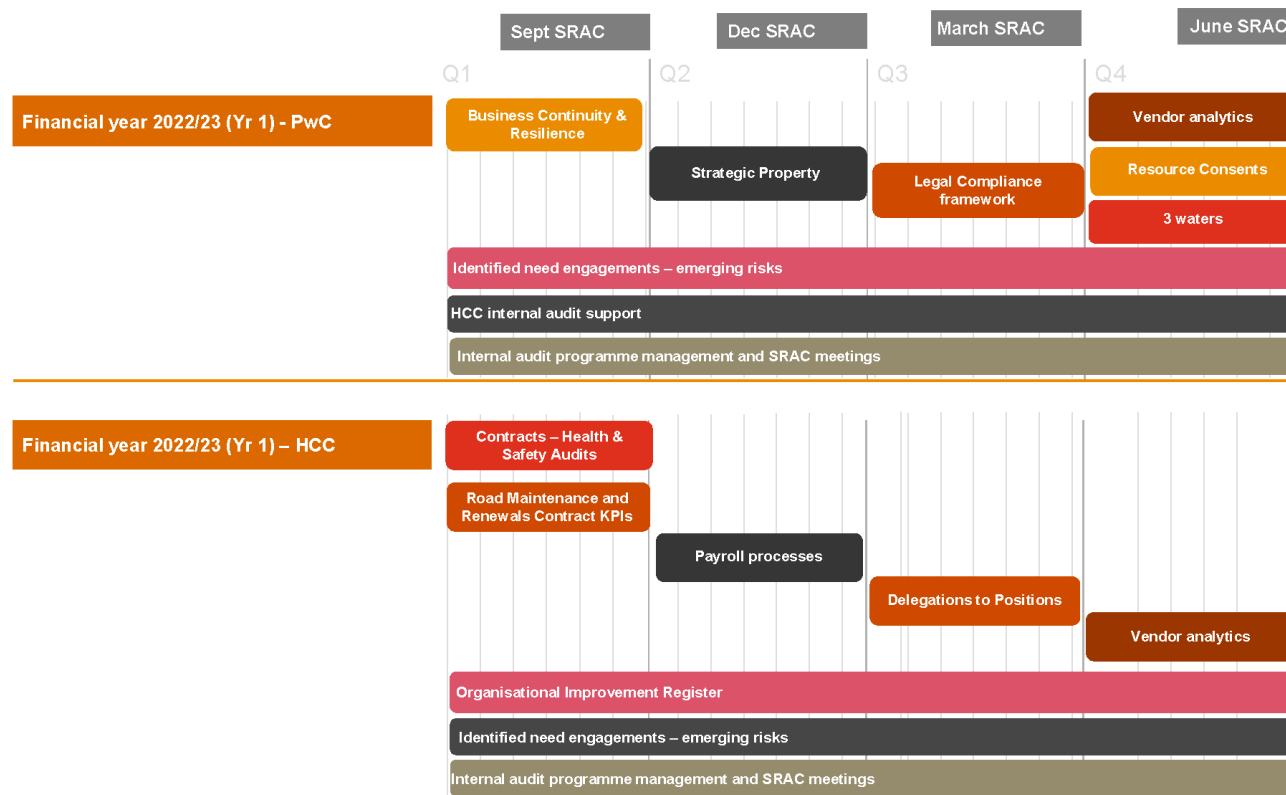 Sept SRAC
Dec SRAC
March SRAC
June SRAC
Q1
Q2
Q3
Q4
Financial year 2022/23 (Yr 1) - PwC
Business Continuity &
Resilience
Strategic Property
Legal Compliance
framework
Vendor analytics
Resource Consents
3 waters
Identified need engagements – emerging risks
HCC internal audit support
Internal audit programme management and SRAC meetings
Financial year 2022/23 (Yr 1) – HCC
Contracts – Health &
Safety Audits
Road Maintenance and
Renewals Contract KPIs
Payroll processes
Delegations to Positions
Vendor analytics
Organisational Improvement Register
Identified need engagements – emerging risks
Internal audit programme management and SRAC meetings